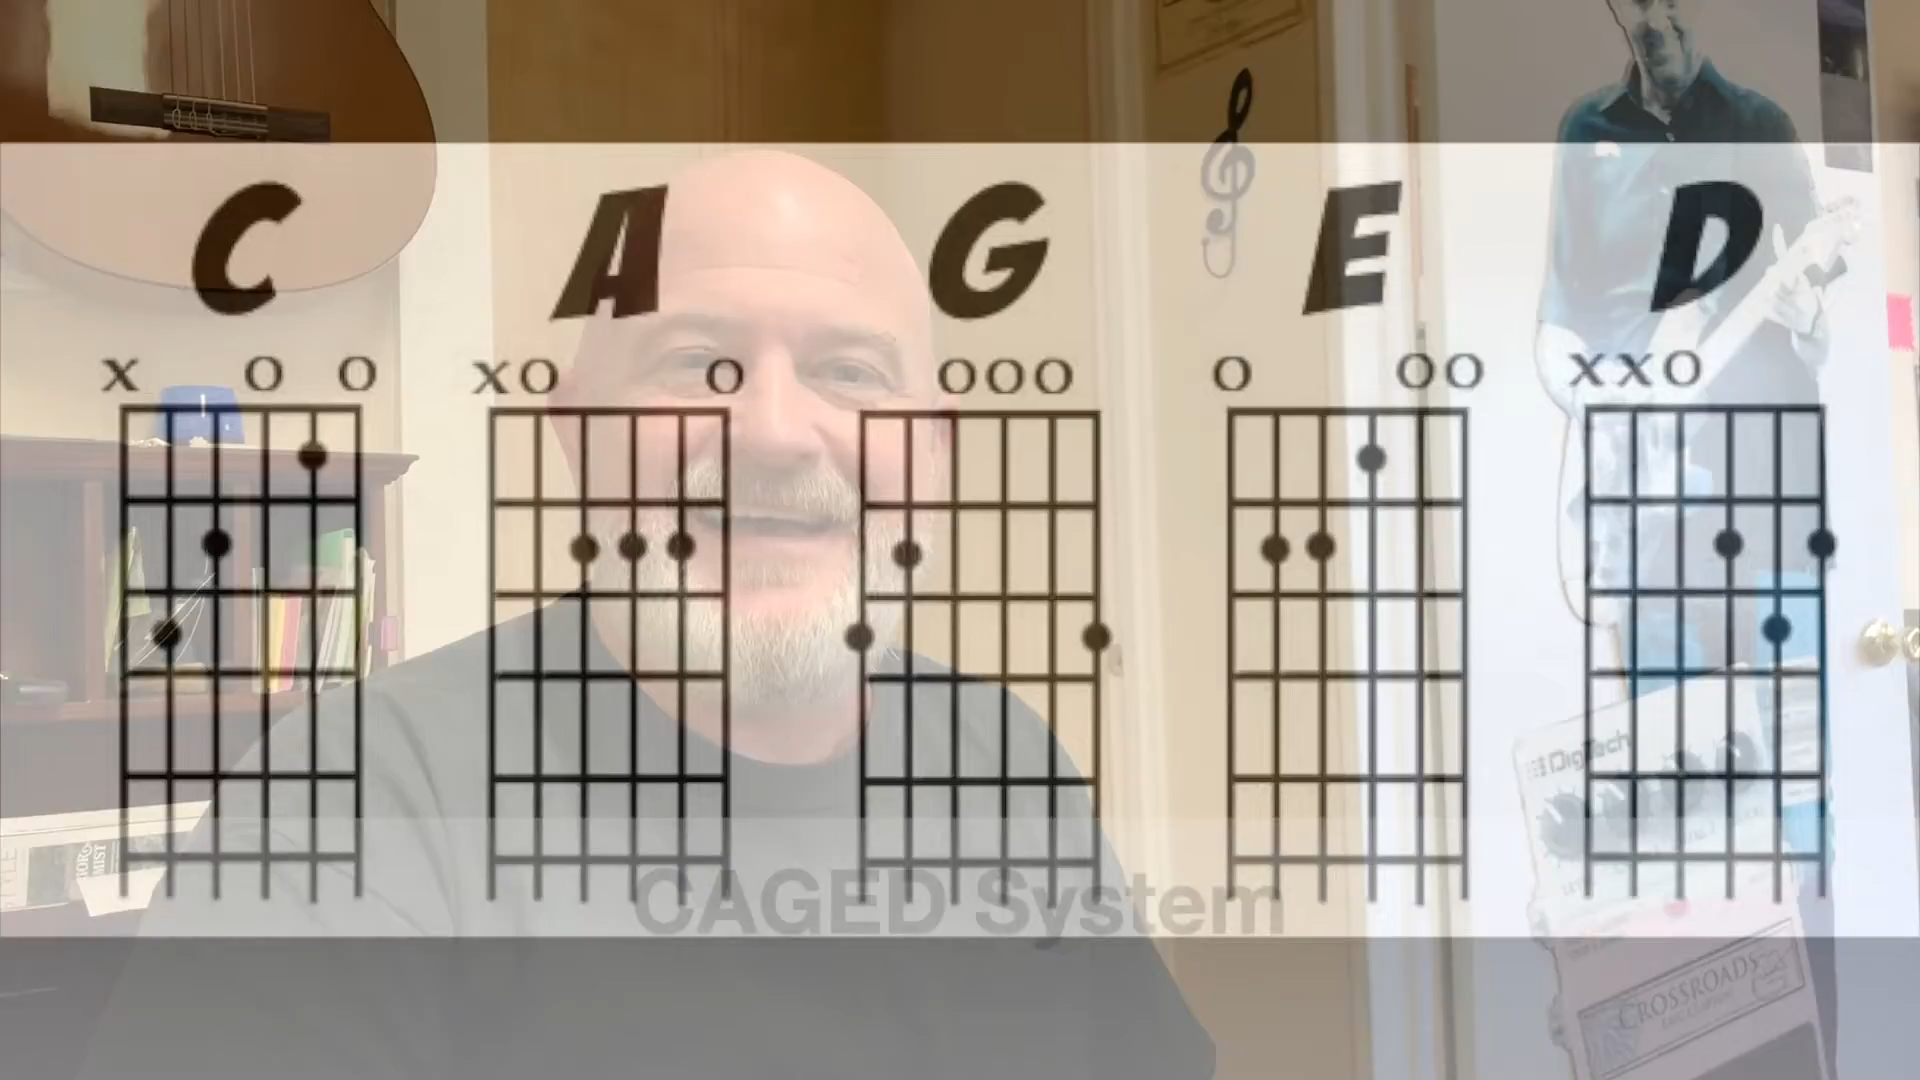 C A G E D
X O O XO O OOO O OO XXO
DigiTech
CAGED System
CROSSROADS